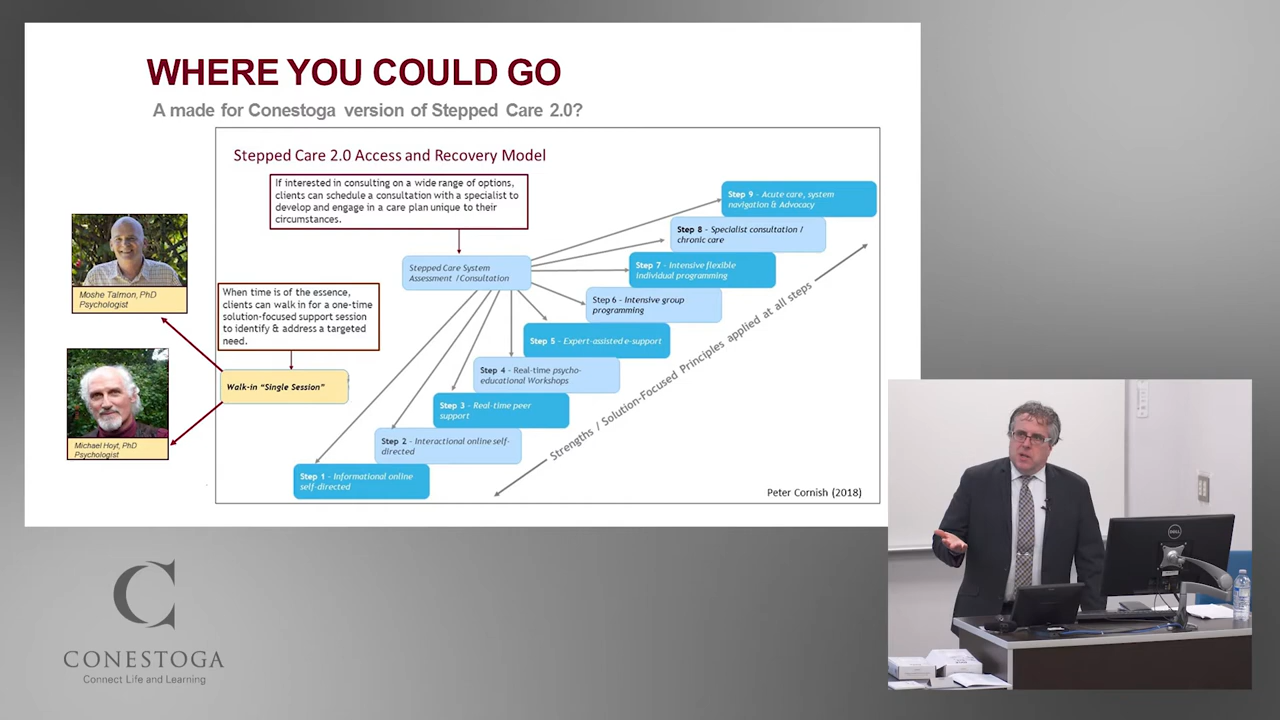 WHERE YOU COULD GO
A made for Conestoga version of Stepped Care 2.0?
Stepped Care 2.0 Access and Recovery Model
If interested in consulting on a wide range of options,
clients can schedule a consultation with a specialist to
develop and engage in a care plan unique to their
circumstances.
Step 9 – Acute care, system
navigation & Advocacy
Step 8 – Specialist consultation /
chronic care
Stepped Care System
Assessment /Consultation
Step 7 – Intensive flexible
individual programming
Moshe Talmon, PhD
Psychologist
When time is of the essence,
clients can walk in for a one-time
solution-focused support session
to identify & address a targeted
need.
Step 6 – Intensive group
programming
Step 5 – Expert-assisted e-support
Step 4 – Real-time psycho-
educational Workshops
Walk-in "Single Session"
Step 3 – Real-time peer
support
Step 2 – Interactional online self-
directed
Michael Hoyt, PhD
Psychologist
Step 1 – Informational online
self-directed
Strengths / Solution-Focused Principles applied at all steps
Peter Cornish (2018)
DELL
CONESTOGA
Connect Life and Learning